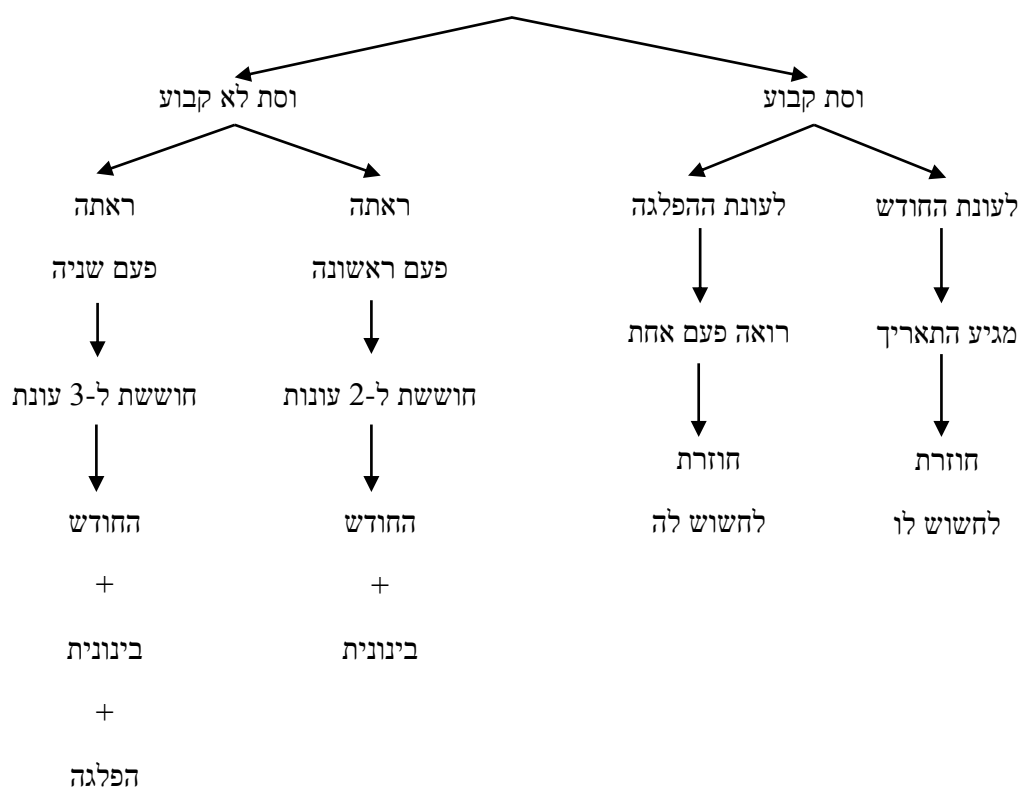 וסת קבוע
וסת לא קבוע
לעונת החודש
לעונת ההפלגה
ראתה
ראתה
פעם ראשונה
פעם שניה
מגיע התאריך
רואה פעם אחת
חוששת ל-2 עונות
חוששת ל-3 עונת
חוזרת
חוזרת
לחשוש לו
לחשוש לה
החודש
החודש
+
+
בינונית
בינונית
+
הפלגה